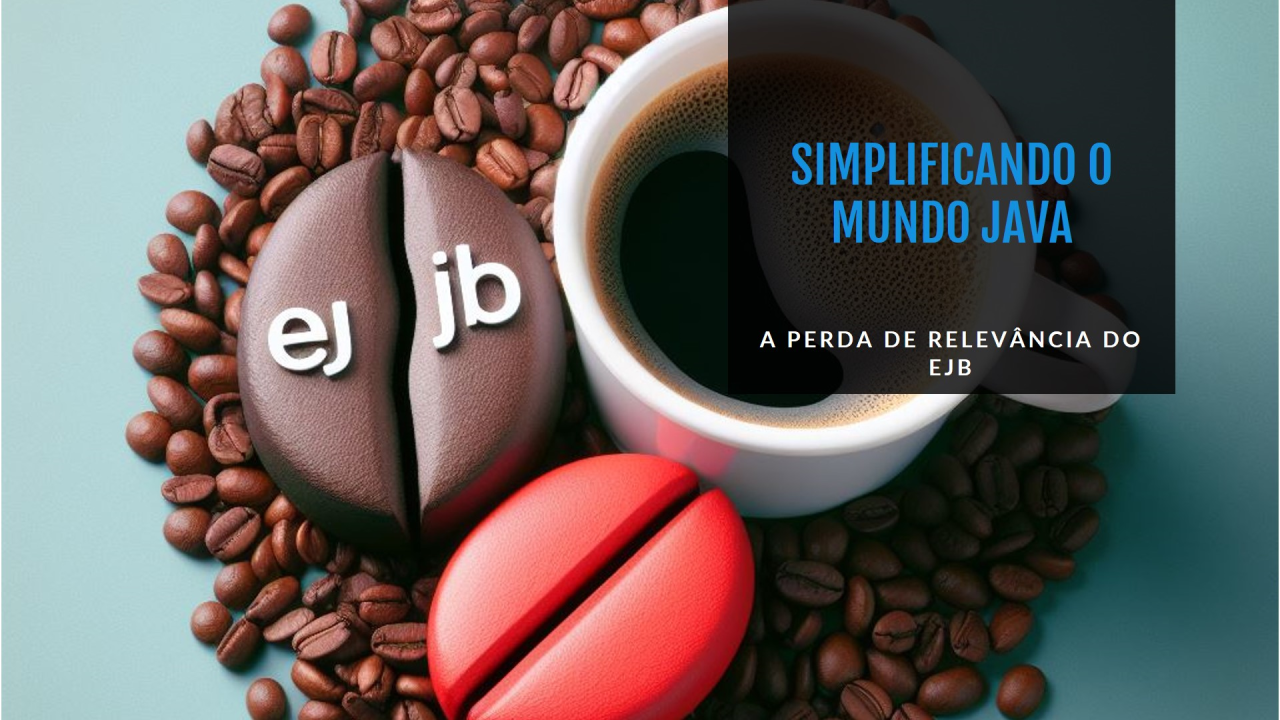 eJ jb
SIMPLIFICANDO O
MUNDO JAVA
A PERDA DE RELEVÂNCIA DO
EJB